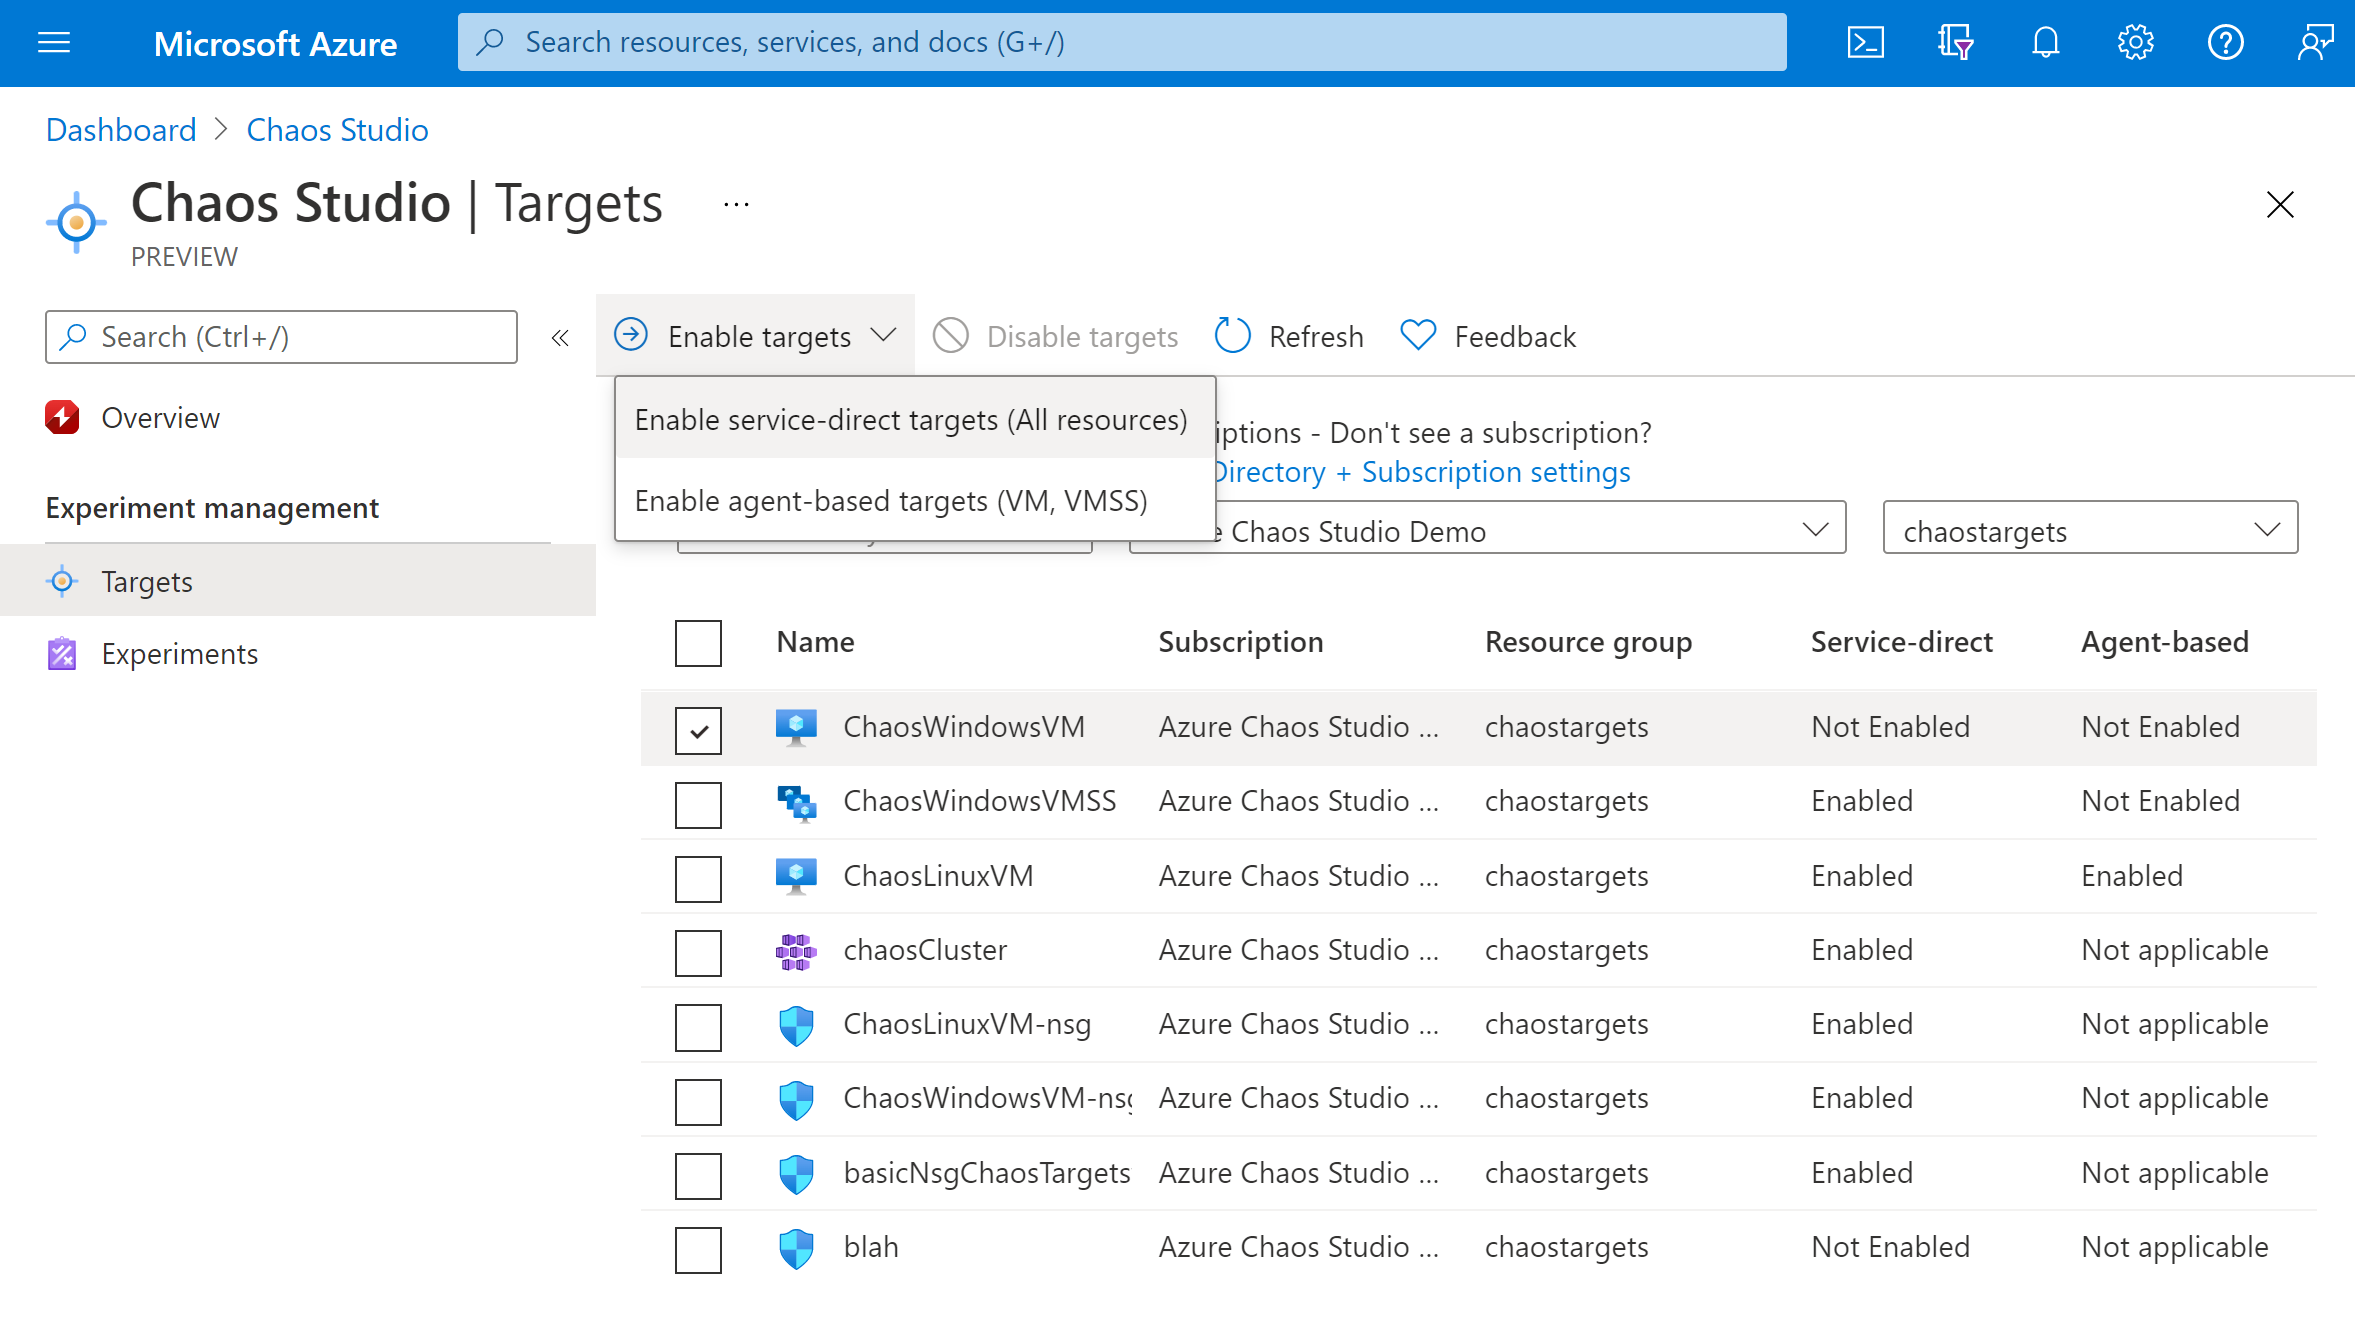 Microsoft Azure
Search resources, services, and docs (G+/)
Dashboard > Chaos Studio
Chaos Studio | Targets ...
PREVIEW
Search (Ctrl+/)
Overview
Experiment management
Targets
Experiments
Enable targets
Disable targets
Refresh
Feedback
Enable service-direct targets (All resources)
Enable agent-based targets (VM, VMSS)
iptions - Don't see a subscription?
Directory + Subscription settings
e Chaos Studio Demo
chaostargets
Name Subscription Resource group Service-direct Agent-based
ChaosWindowsVM Azure Chaos Studio ... chaostargets Not Enabled Not Enabled
ChaosWindowsVMSS Azure Chaos Studio ... chaostargets Enabled Not Enabled
ChaosLinuxVM Azure Chaos Studio ... chaostargets Enabled Enabled
chaosCluster Azure Chaos Studio ... chaostargets Enabled Not applicable
ChaosLinuxVM-nsg Azure Chaos Studio ... chaostargets Enabled Not applicable
ChaosWindowsVM-nsg Azure Chaos Studio ... chaostargets Enabled Not applicable
basicNsgChaosTargets Azure Chaos Studio ... chaostargets Enabled Not applicable
blah Azure Chaos Studio ... chaostargets Not Enabled Not applicable